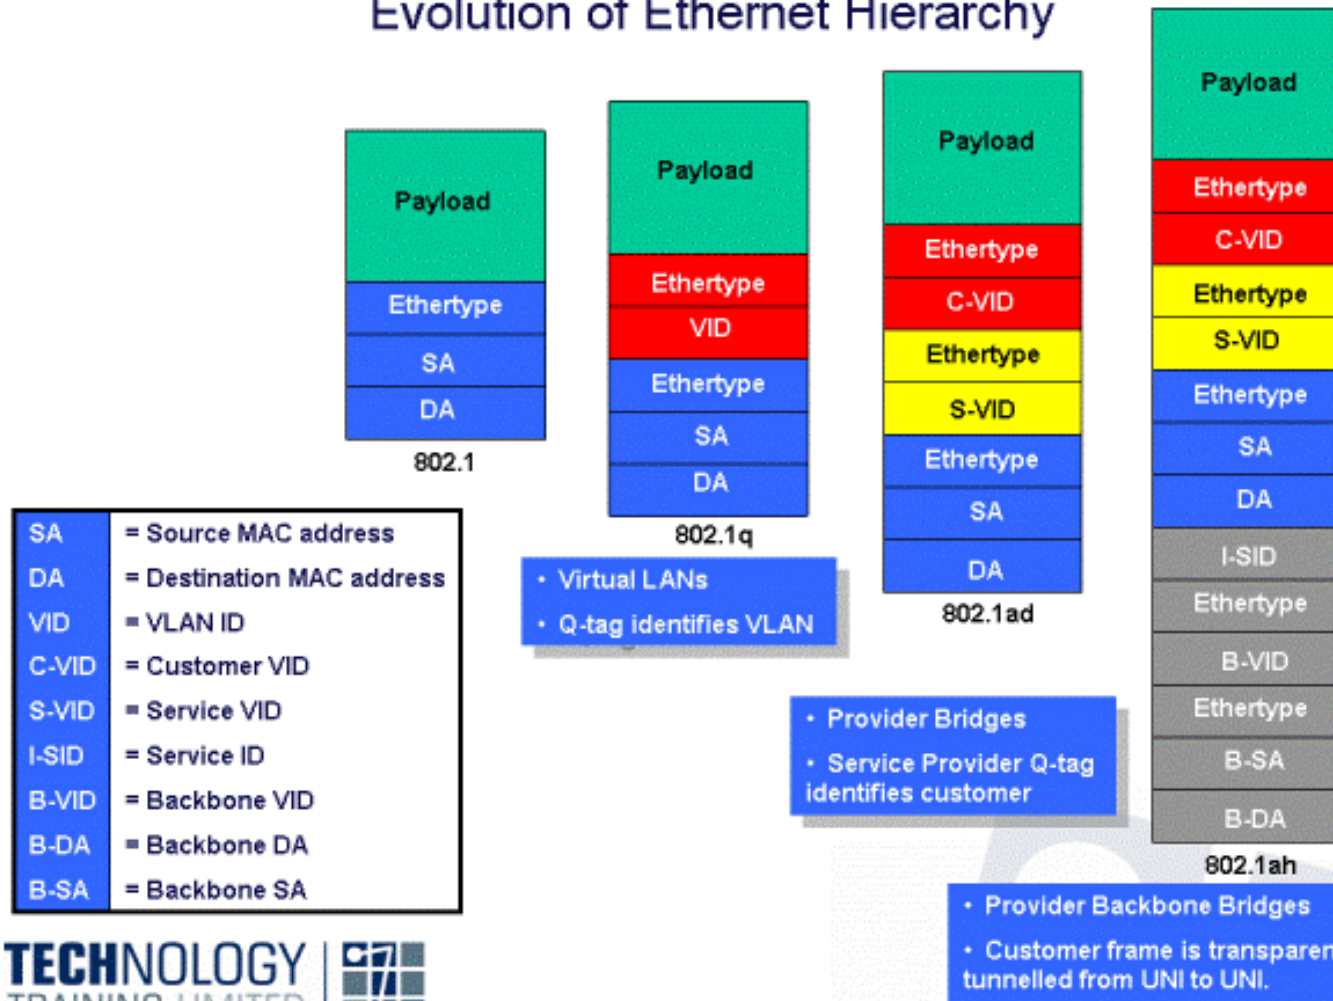 Evolution of Ethernet Hierarchy
Payload
Ethertype
SA
DA
802.1
Payload
Ethertype
VID
Ethertype
SA
DA
802.1q
• Virtual LANs
• Q-tag identifies VLAN
Payload
Ethertype
C-VID
Ethertype
S-VID
Ethertype
SA
DA
802.1ad
• Provider Bridges
• Service Provider Q-tag
identifies customer
Payload
Ethertype
C-VID
Ethertype
S-VID
Ethertype
SA
DA
I-SID
Ethertype
B-VID
Ethertype
B-SA
B-DA
802.1ah
• Provider Backbone Bridges
• Customer frame is transparen
tunnelled from UNI to UNI.
SA = Source MAC address
DA = Destination MAC address
VID = VLAN ID
C-VID = Customer VID
S-VID = Service VID
I-SID = Service ID
B-VID = Backbone VID
B-DA = Backbone DA
B-SA = Backbone SA
TECHNOLOGY
TRAINING LIMITED